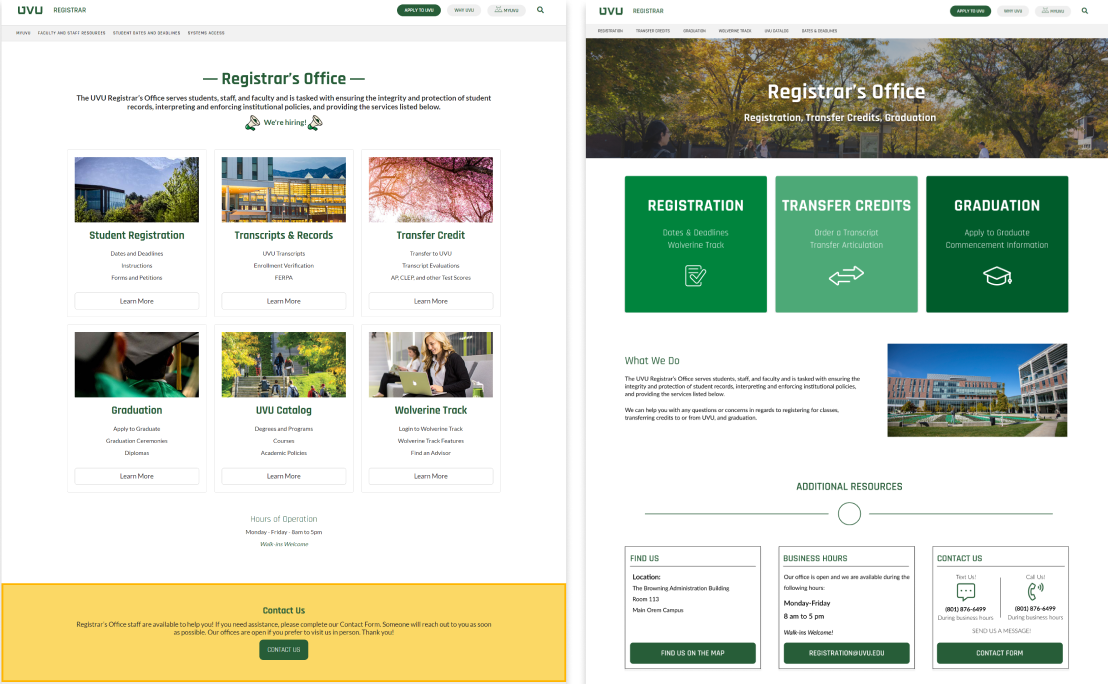 UVU REGISTRAR
APPLY TO UVU
WHY UVU
MYUVU
MYUVU
FACULTY AND STAFF RESOURCES
STUDENT DATES AND DEADLINES
SYSTEMS ACCESS
— Registrar's Office —
The UVU Registrar's Office serves students, staff, and faculty and is tasked with ensuring the integrity and protection of student
records, interpreting and enforcing institutional policies, and providing the services listed below.
We're hiring!
Student Registration
Dates and Deadlines
Instructions
Forms and Petitions
Learn More
Transcripts & Records
UVU Transcripts
Enrollment Verification
FERPA
Learn More
Transfer Credit
Transfer to UVU
Transcript Evaluations
AP, CLEP, and other Test Scores
Learn More
Graduation
Apply to Graduate
Graduation Ceremonies
Diplomas
Learn More
UVU Catalog
Degrees and Programs
Courses
Academic Policies
Learn More
Wolverine Track
Login to Wolverine Track
Wolverine Track Features
Find an Advisor
Learn More
Hours of Operation
Monday - Friday - 8am to 5pm
Walk-ins Welcome
Contact Us
Registrar's Office staff are available to help you! If you need assistance, please complete our Contact Form. Someone will reach out to you as soon
as possible. Our offices are open if you prefer to visit us in person. Thank you!
CONTACT US
UVU REGISTRAR
APPLY TO UVU
WHY UVU
MYUVU
REGISTRATION
TRANSFER CREDITS
GRADUATION
WOLVERINE TRACK
UVU CATALOG
DATES & DEADLINES
Registrar's Office
Registration, Transfer Credits, Graduation
REGISTRATION
Dates & Deadlines
Wolverine Track
TRANSFER CREDITS
Order a Transcript
Transfer Articulation
GRADUATION
Apply to Graduate
Commencement Information
What We Do
The UVU Registrar's Office serves students, staff, and faculty and is tasked with ensuring the
integrity and protection of student records, interpreting and enforcing institutional policies,
and providing the services listed below.
We can help you with any questions or concerns in regards to registering for classes,
transferring credits to or from UVU, and graduation.
ADDITIONAL RESOURCES
FIND US
Location:
The Browning Administration Building
Room 113
Main Orem Campus
FIND US ON THE MAP
BUSINESS HOURS
Our office is open and we are available during the
following hours:
Monday-Friday
8 am to 5 pm
Walk-ins Welcome!
REGISTRATION@UVU.EDU
CONTACT US
Text Us!
(801) 876-6499
During business hours
Call Us!
(801) 876-6499
During business hours
SEND US A MESSAGE!
CONTACT FORM